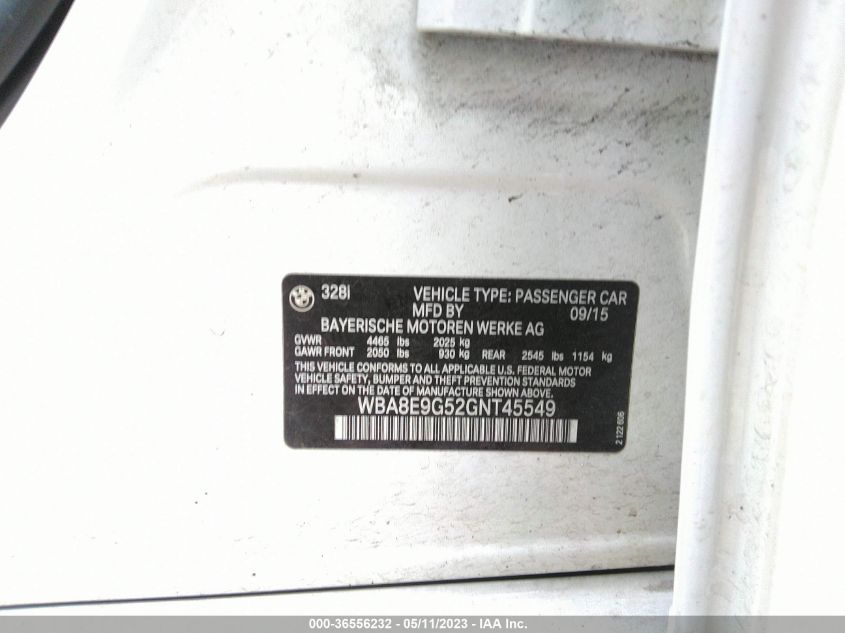 328I
VEHICLE TYPE: PASSENGER CAR
MFD BY 09/15
BAYERISCHE MOTOREN WERKE AG
GVWR 4465 lbs 2025 kg
GAWR FRONT 2050 lbs 930 kg REAR 2545 lbs 1154 kg
THIS VEHICLE CONFORMS TO ALL APPLICABLE U.S. FEDERAL MOTOR
VEHICLE SAFETY, BUMPER AND THEFT PREVENTION STANDARDS
IN EFFECT ON THE DATE OF MANUFACTURE SHOWN ABOVE.
WBA8E9G52GNT45549
2 122 606
000-36556232 - 05/11/2023 - IAA Inc.